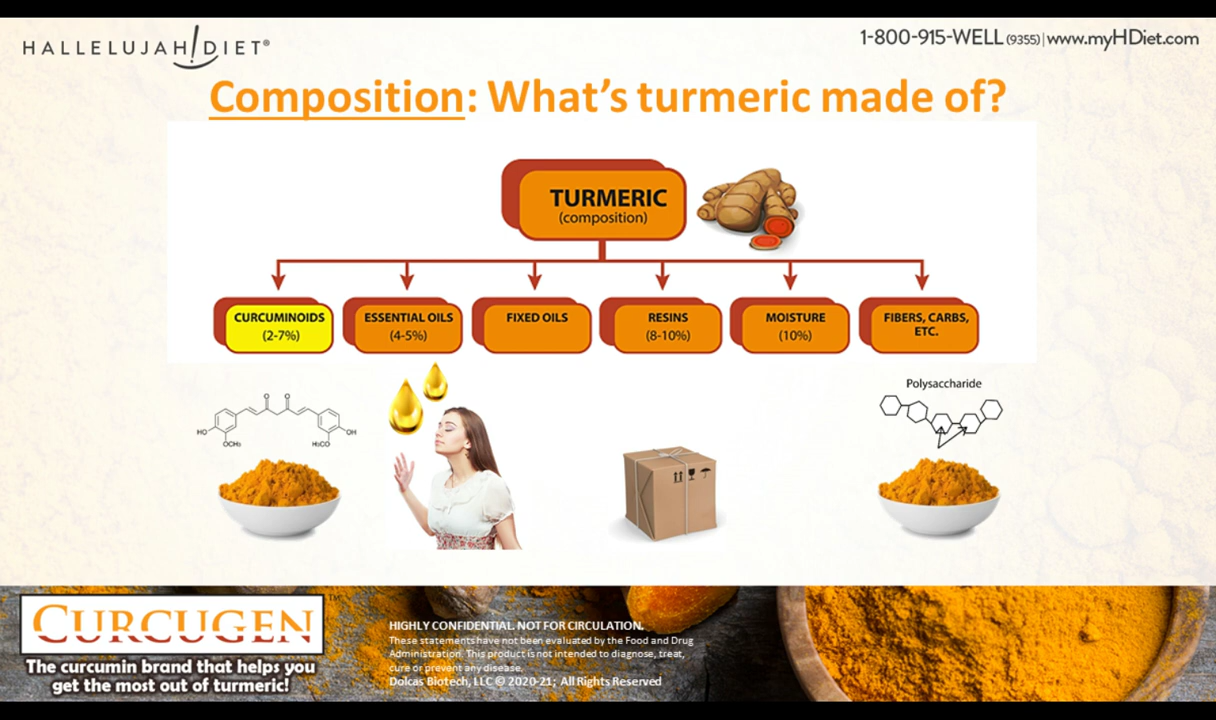 HALLELUJAH DIET®
1-800-915-WELL (9355) | www.myHDiet.com
Composition: What's turmeric made of?
TURMERIC
(composition)
CURCUMINOIDS
(2-7%)
ESSENTIAL OILS
(4-5%)
FIXED OILS
RESINS
(8-10%)
MOISTURE
(10%)
FIBERS, CARBS,
ETC.
Polysaccharide
O O
HO OH
OCH₃ H₃CO
CURCUGEN™
The curcumin brand that helps you
get the most out of turmeric!
HIGHLY CONFIDENTIAL. NOT FOR CIRCULATION.
These statements have not been evaluated by the Food and Drug
Administration. This product is not intended to diagnose, treat,
cure or prevent any disease.
Dolcas Biotech, LLC © 2020-21; All Rights Reserved